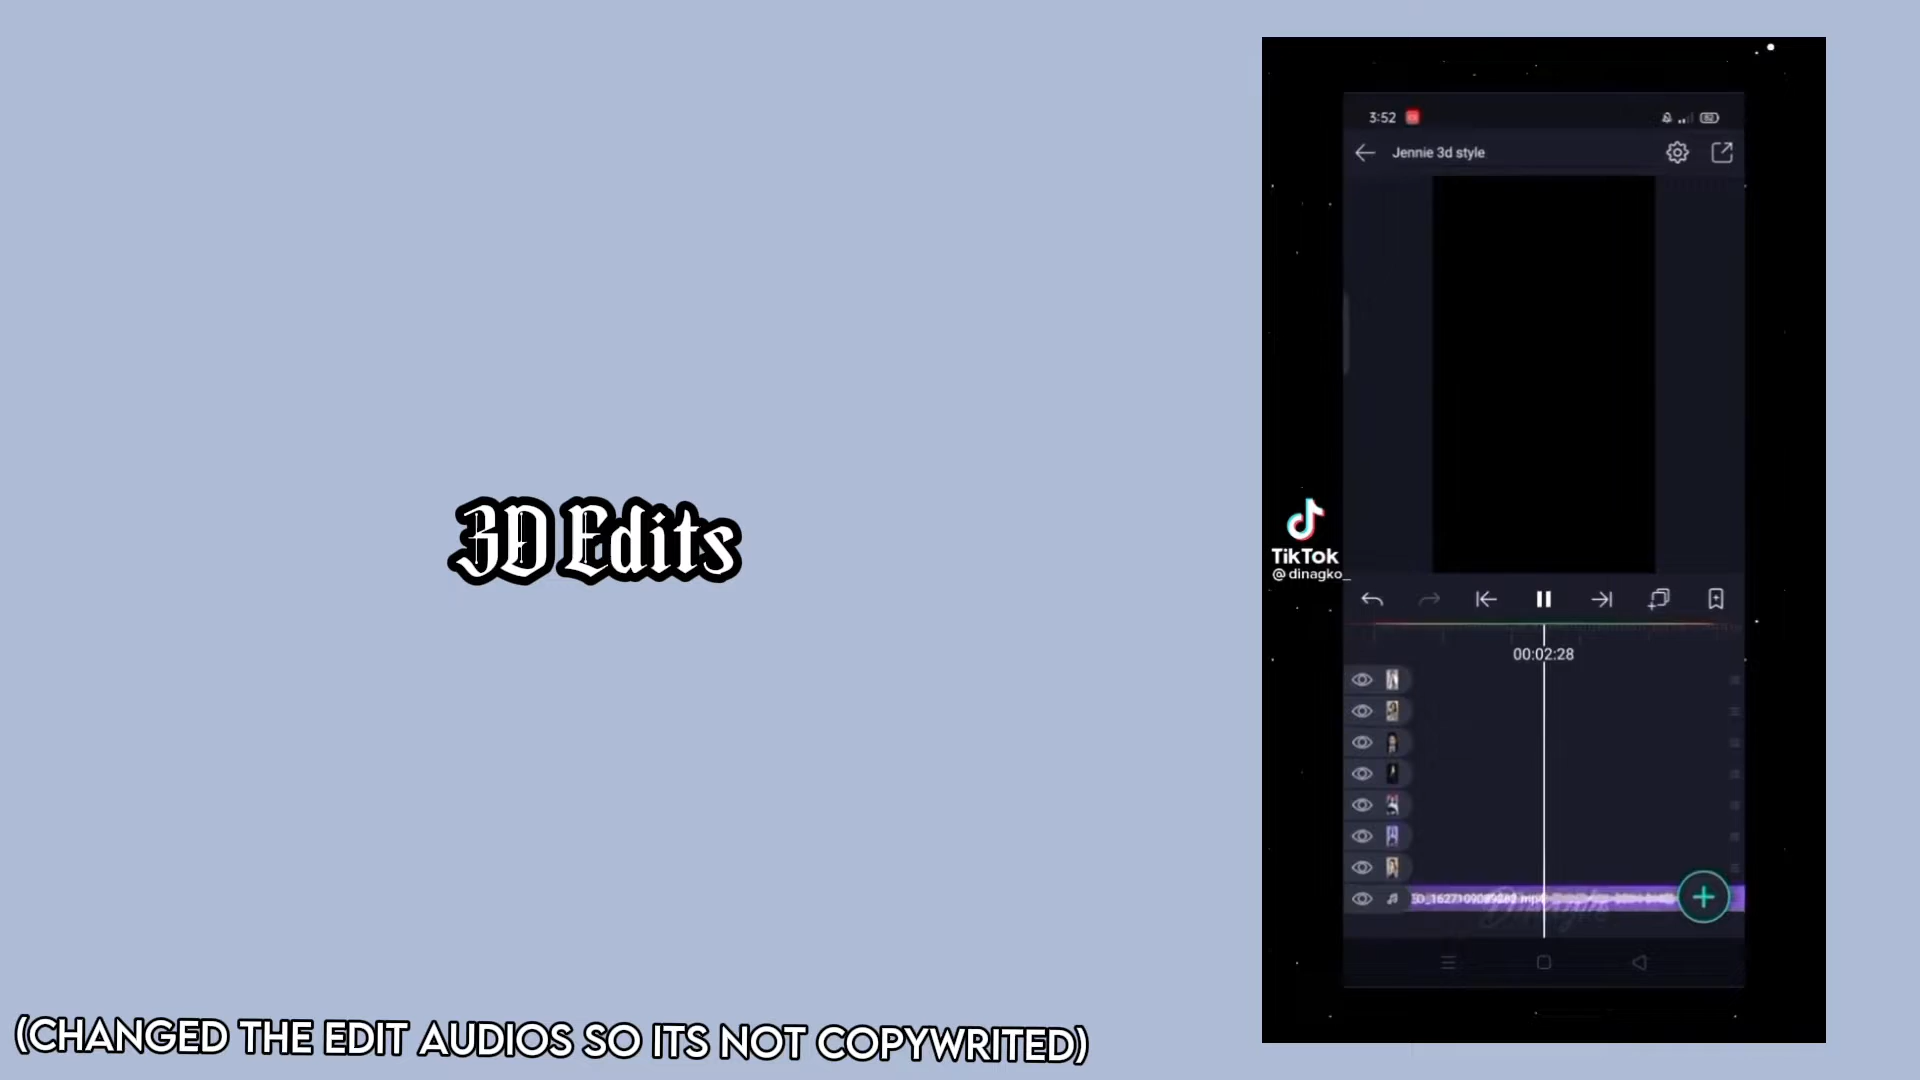 3D Edits
(CHANGED THE EDIT AUDIOS SO ITS NOT COPYWRITED)
3:52
Jennie 3d style
TikTok
@dinagko_
00:02:28